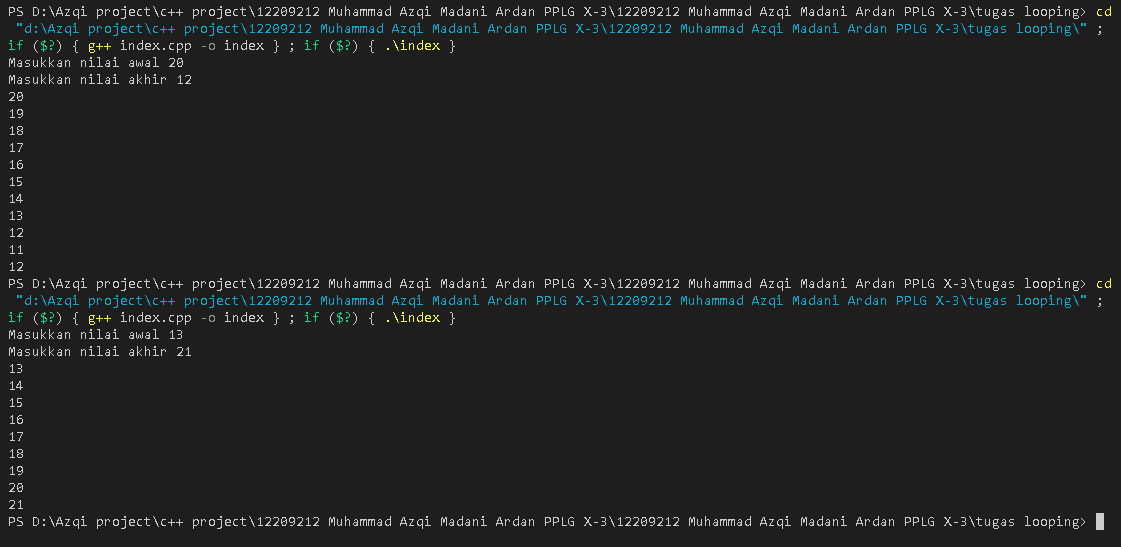 PS D:\Azqi project\c++ project\12209212 Muhammad Azqi Madani Ardan PPLG X-3\12209212 Muhammad Azqi Madani Ardan PPLG X-3\tugas looping> cd
"d:\Azqi project\c++ project\12209212 Muhammad Azqi Madani Ardan PPLG X-3\12209212 Muhammad Azqi Madani Ardan PPLG X-3\tugas looping\" ;
if ($?) { g++ index.cpp -o index } ; if ($?) { .\index }
Masukkan nilai awal 20
Masukkan nilai akhir 12
20
19
18
17
16
15
14
13
12
11
12
PS D:\Azqi project\c++ project\12209212 Muhammad Azqi Madani Ardan PPLG X-3\12209212 Muhammad Azqi Madani Ardan PPLG X-3\tugas looping> cd
"d:\Azqi project\c++ project\12209212 Muhammad Azqi Madani Ardan PPLG X-3\12209212 Muhammad Azqi Madani Ardan PPLG X-3\tugas looping\" ;
if ($?) { g++ index.cpp -o index } ; if ($?) { .\index }
Masukkan nilai awal 13
Masukkan nilai akhir 21
13
14
15
16
17
18
19
20
21
PS D:\Azqi project\c++ project\12209212 Muhammad Azqi Madani Ardan PPLG X-3\12209212 Muhammad Azqi Madani Ardan PPLG X-3\tugas looping>